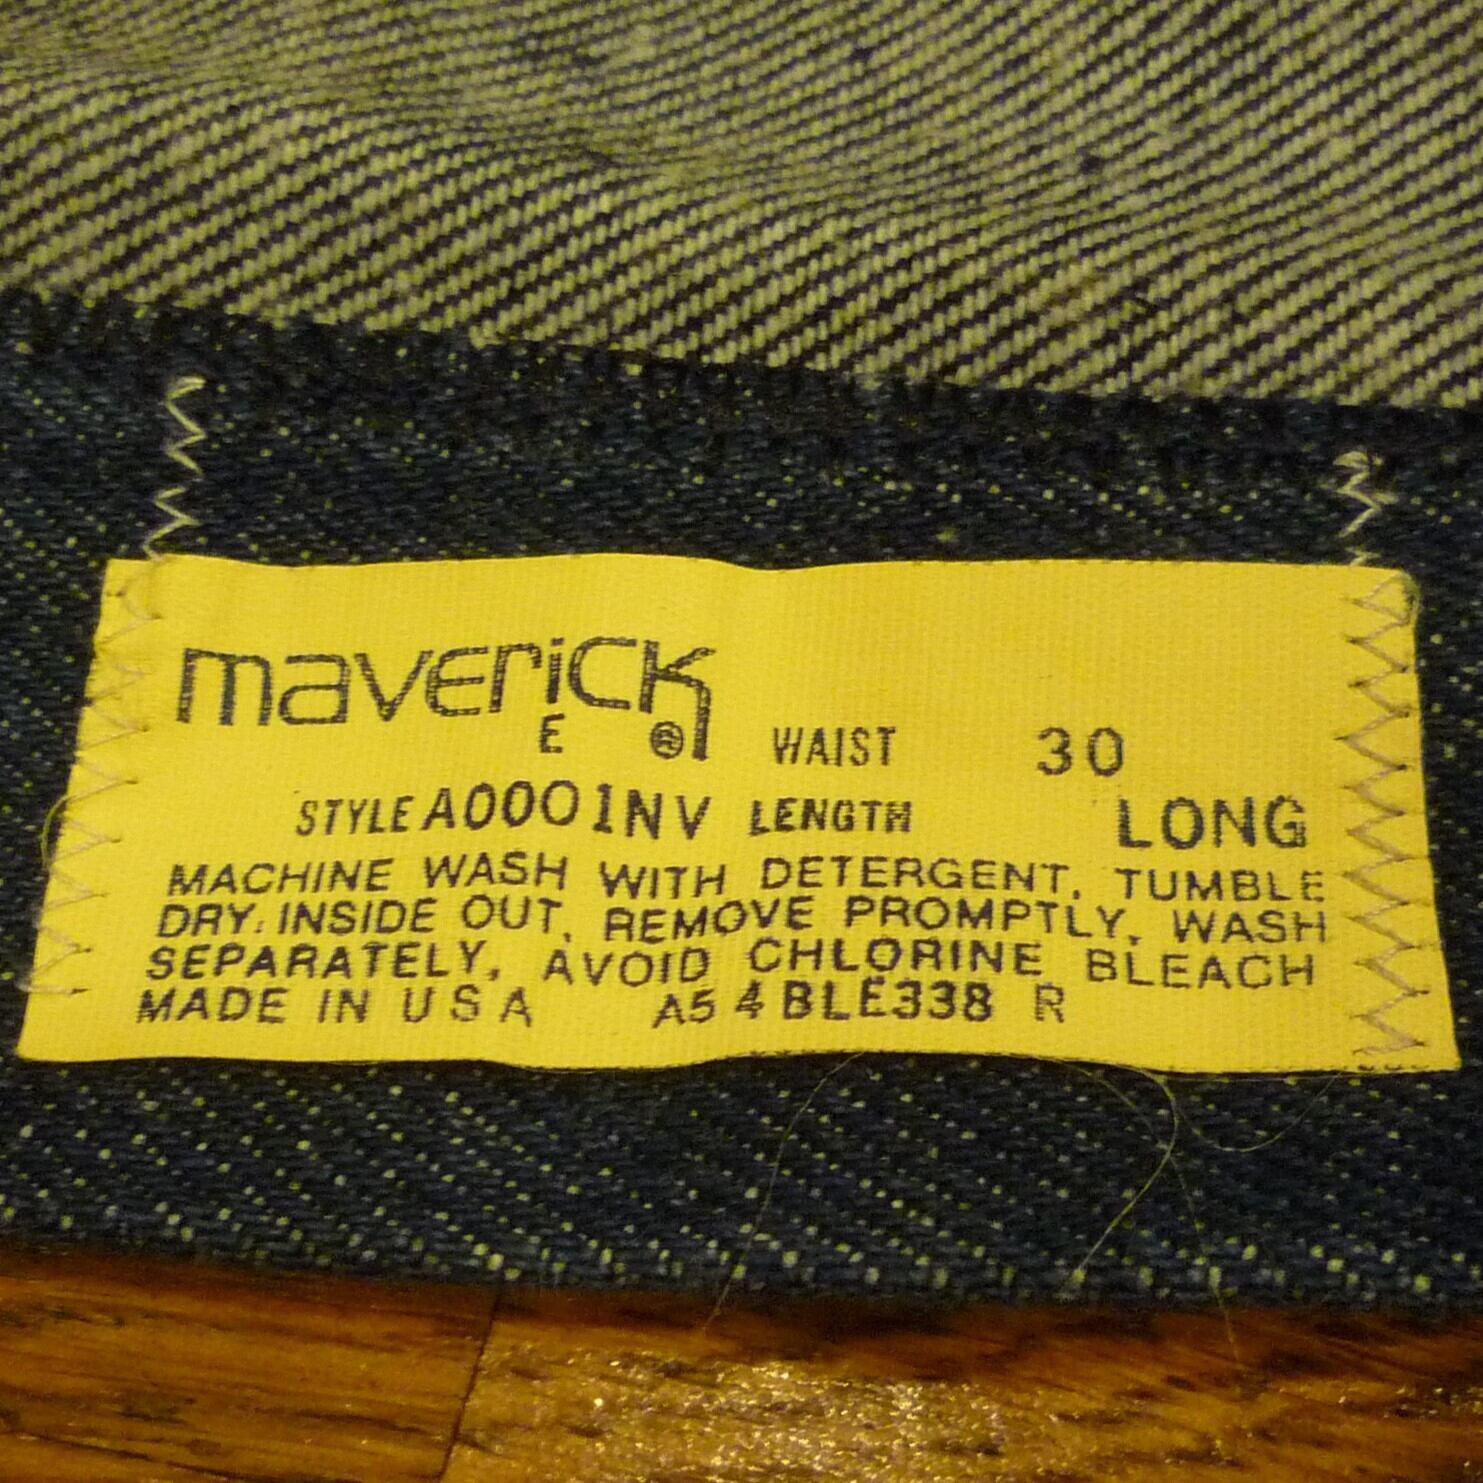 maverick
E ® WAIST 30
STYLE A0001NV LENGTH LONG
MACHINE WASH WITH DETERGENT, TUMBLE
DRY. INSIDE OUT, REMOVE PROMPTLY, WASH
SEPARATELY, AVOID CHLORINE BLEACH
MADE IN U S A A54BLE338 R